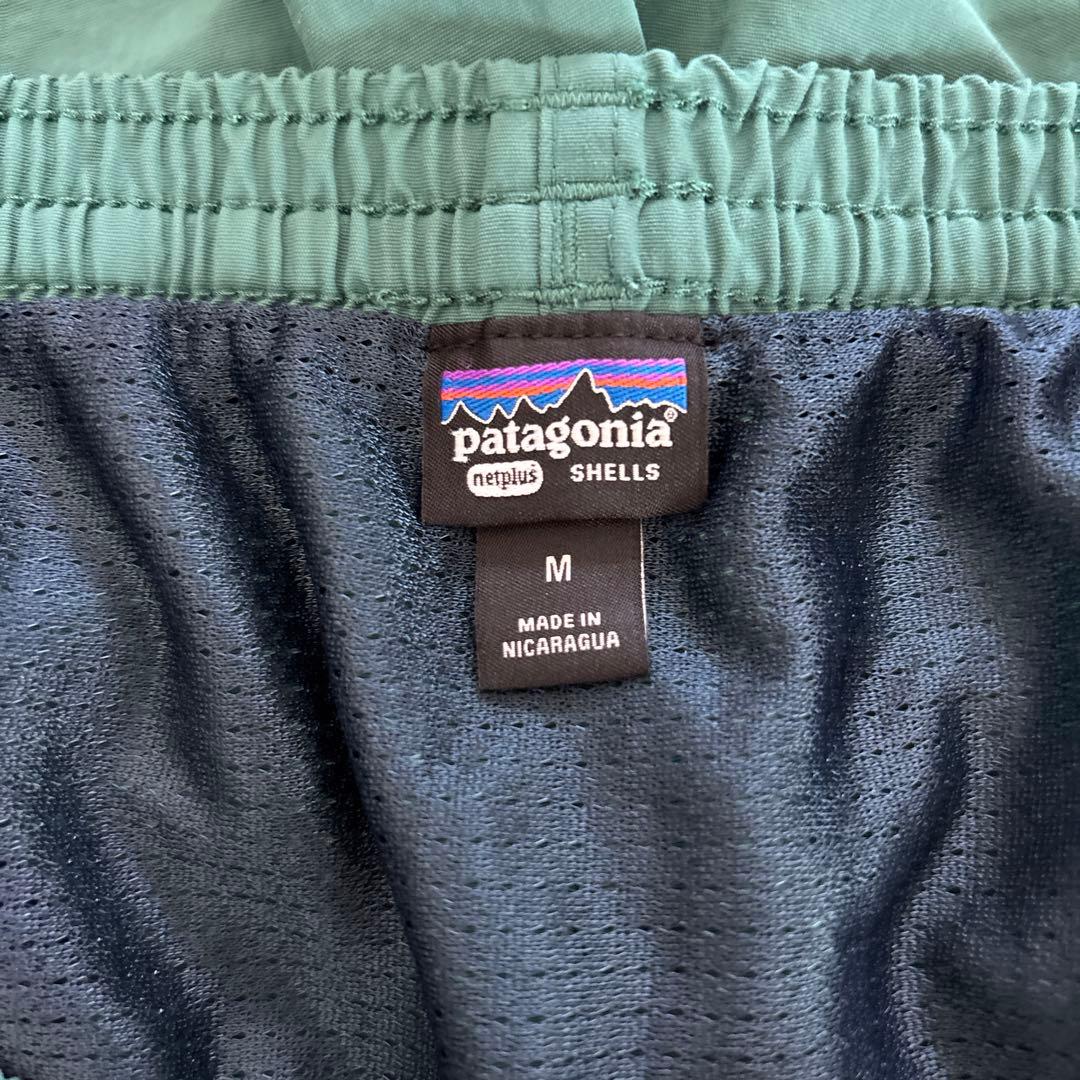 patagonia®
netplus SHELLS
M
MADE IN
NICARAGUA